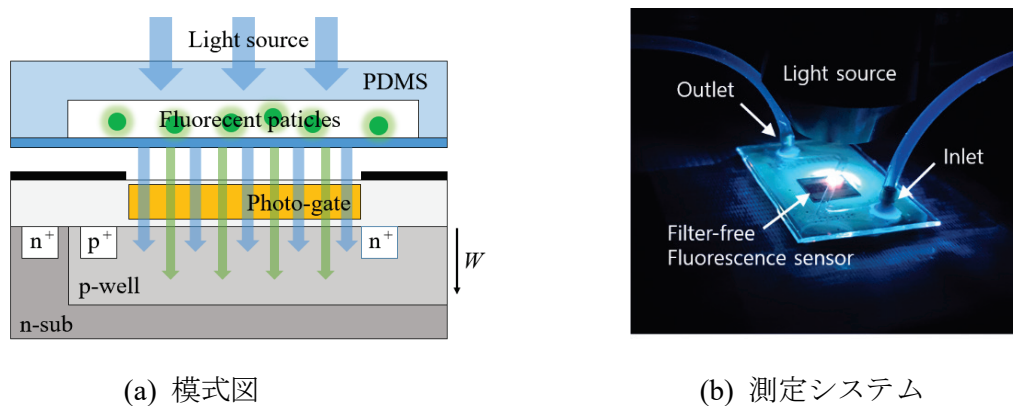 Light source
PDMS
Fluorecent paticles
Photo-gate
n+
p+
n+
W
p-well
n-sub
(a) 模式図
Light source
Outlet
Inlet
Filter-free
Fluorescence sensor
(b) 測定システム